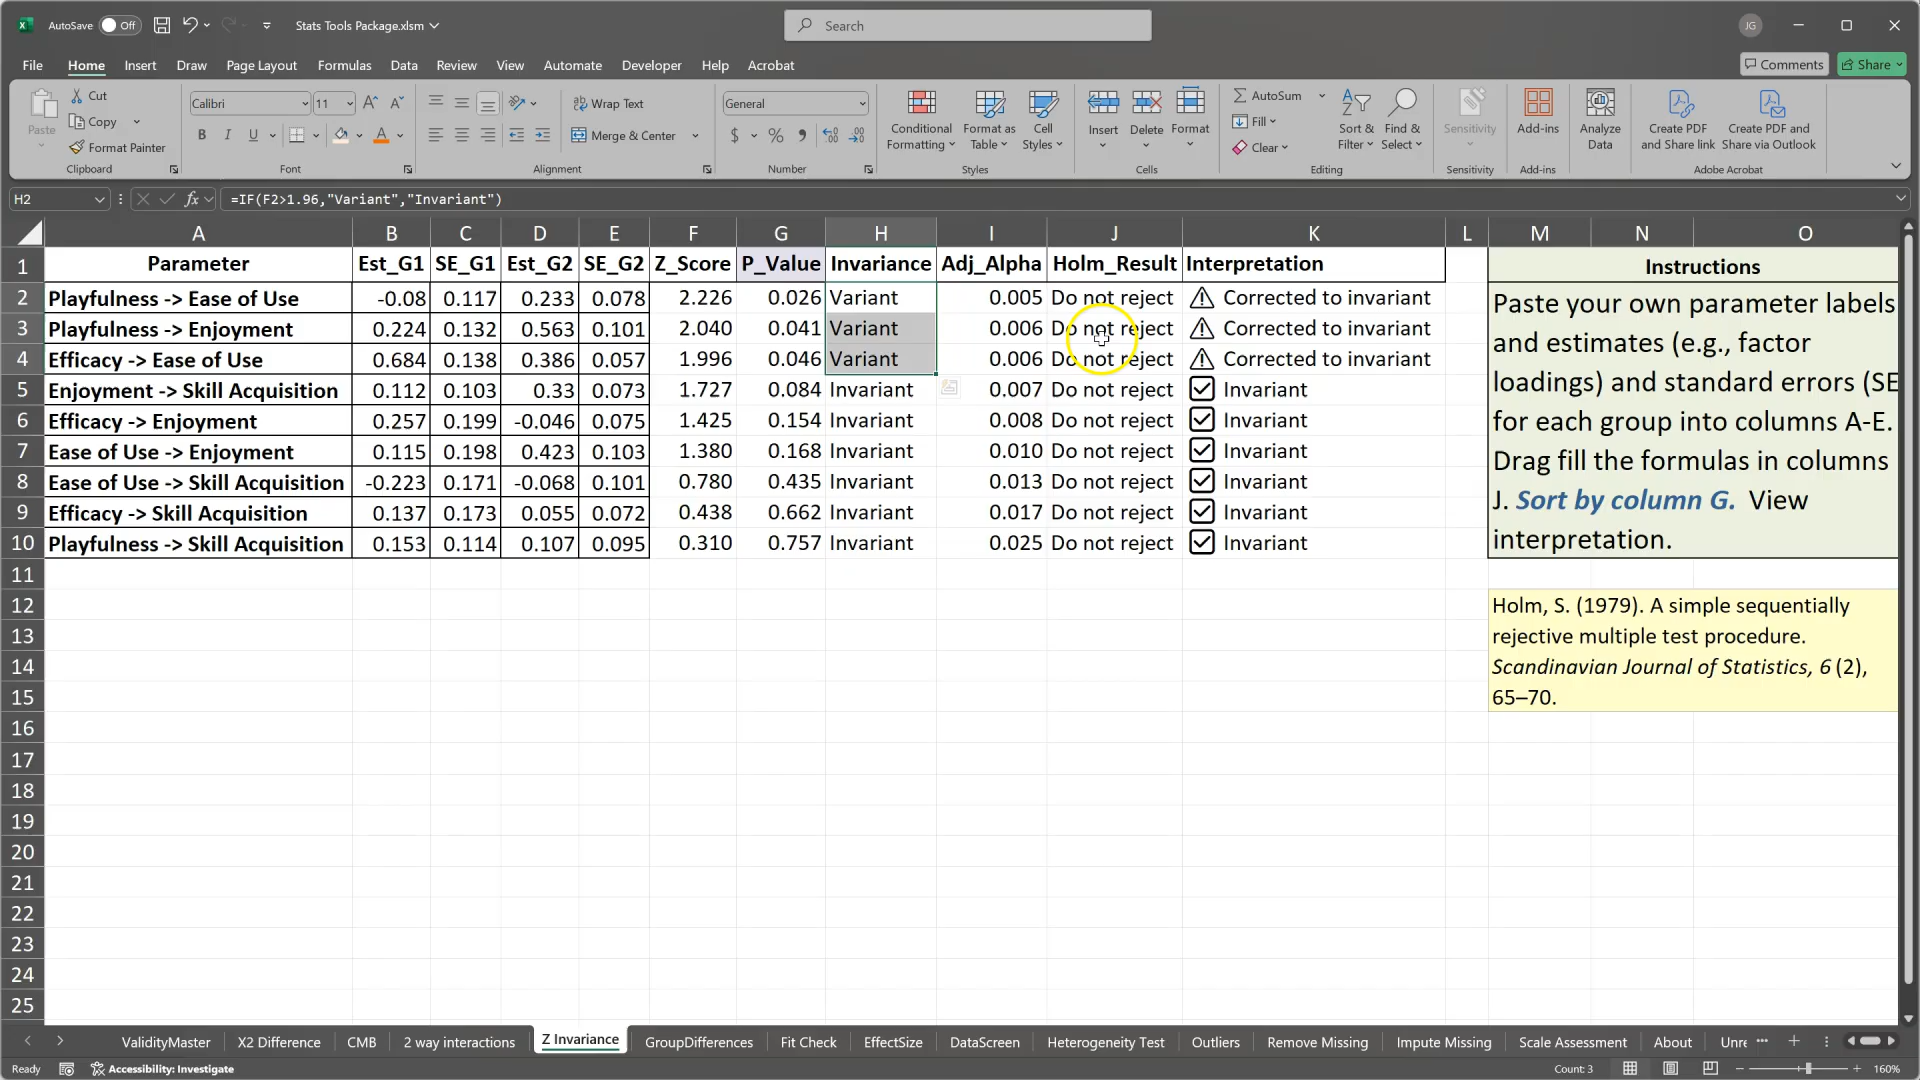 AutoSave Off Stats Tools Package.xlsm Search JG
File Home Insert Draw Page Layout Formulas Data Review View Automate Developer Help Acrobat Comments Share
Paste Cut Copy Format Painter Clipboard
Calibri 11 B I U A Font
Wrap Text Merge & Center Alignment
General $ % Number
Conditional Formatting Format as Table Cell Styles Styles
Insert Delete Format Cells
AutoSum Fill Clear Sort & Filter Find & Select Editing
Sensitivity Sensitivity
Add-ins Add-ins
Analyze Data
Create PDF and Share link Create PDF and Share via Outlook Adobe Acrobat
H2 fx =IF(F2>1.96,"Variant","Invariant")
A B C D E F G H I J K L M N O
1 Parameter Est_G1 SE_G1 Est_G2 SE_G2 Z_Score P_Value Invariance Adj_Alpha Holm_Result Interpretation
2 Playfulness -> Ease of Use -0.08 0.117 0.233 0.078 2.226 0.026 Variant 0.005 Do not reject ⚠ Corrected to invariant
3 Playfulness -> Enjoyment 0.224 0.132 0.563 0.101 2.040 0.041 Variant 0.006 Do not reject ⚠ Corrected to invariant
4 Efficacy -> Ease of Use 0.684 0.138 0.386 0.057 1.996 0.046 Variant 0.006 Do not reject ⚠ Corrected to invariant
5 Enjoyment -> Skill Acquisition 0.112 0.103 0.33 0.073 1.727 0.084 Invariant 0.007 Do not reject ☑ Invariant
6 Efficacy -> Enjoyment 0.257 0.199 -0.046 0.075 1.425 0.154 Invariant 0.008 Do not reject ☑ Invariant
7 Ease of Use -> Enjoyment 0.115 0.198 0.423 0.103 1.380 0.168 Invariant 0.010 Do not reject ☑ Invariant
8 Ease of Use -> Skill Acquisition -0.223 0.171 -0.068 0.101 0.780 0.435 Invariant 0.013 Do not reject ☑ Invariant
9 Efficacy -> Skill Acquisition 0.137 0.173 0.055 0.072 0.438 0.662 Invariant 0.017 Do not reject ☑ Invariant
10 Playfulness -> Skill Acquisition 0.153 0.114 0.107 0.095 0.310 0.757 Invariant 0.025 Do not reject ☑ Invariant
11
12
13
14
15
16
17
18
19
20
21
22
23
24
25
Instructions
Paste your own parameter labels
and estimates (e.g., factor
loadings) and standard errors (SE
for each group into columns A-E.
Drag fill the formulas in columns
J. Sort by column G. View
interpretation.
Holm, S. (1979). A simple sequentially
rejective multiple test procedure.
Scandinavian Journal of Statistics, 6 (2),
65–70.
ValidityMaster X2 Difference CMB 2 way interactions Z Invariance GroupDifferences Fit Check EffectSize DataScreen Heterogeneity Test Outliers Remove Missing Impute Missing Scale Assessment About Unre ···
Ready Accessibility: Investigate Count: 3 160%